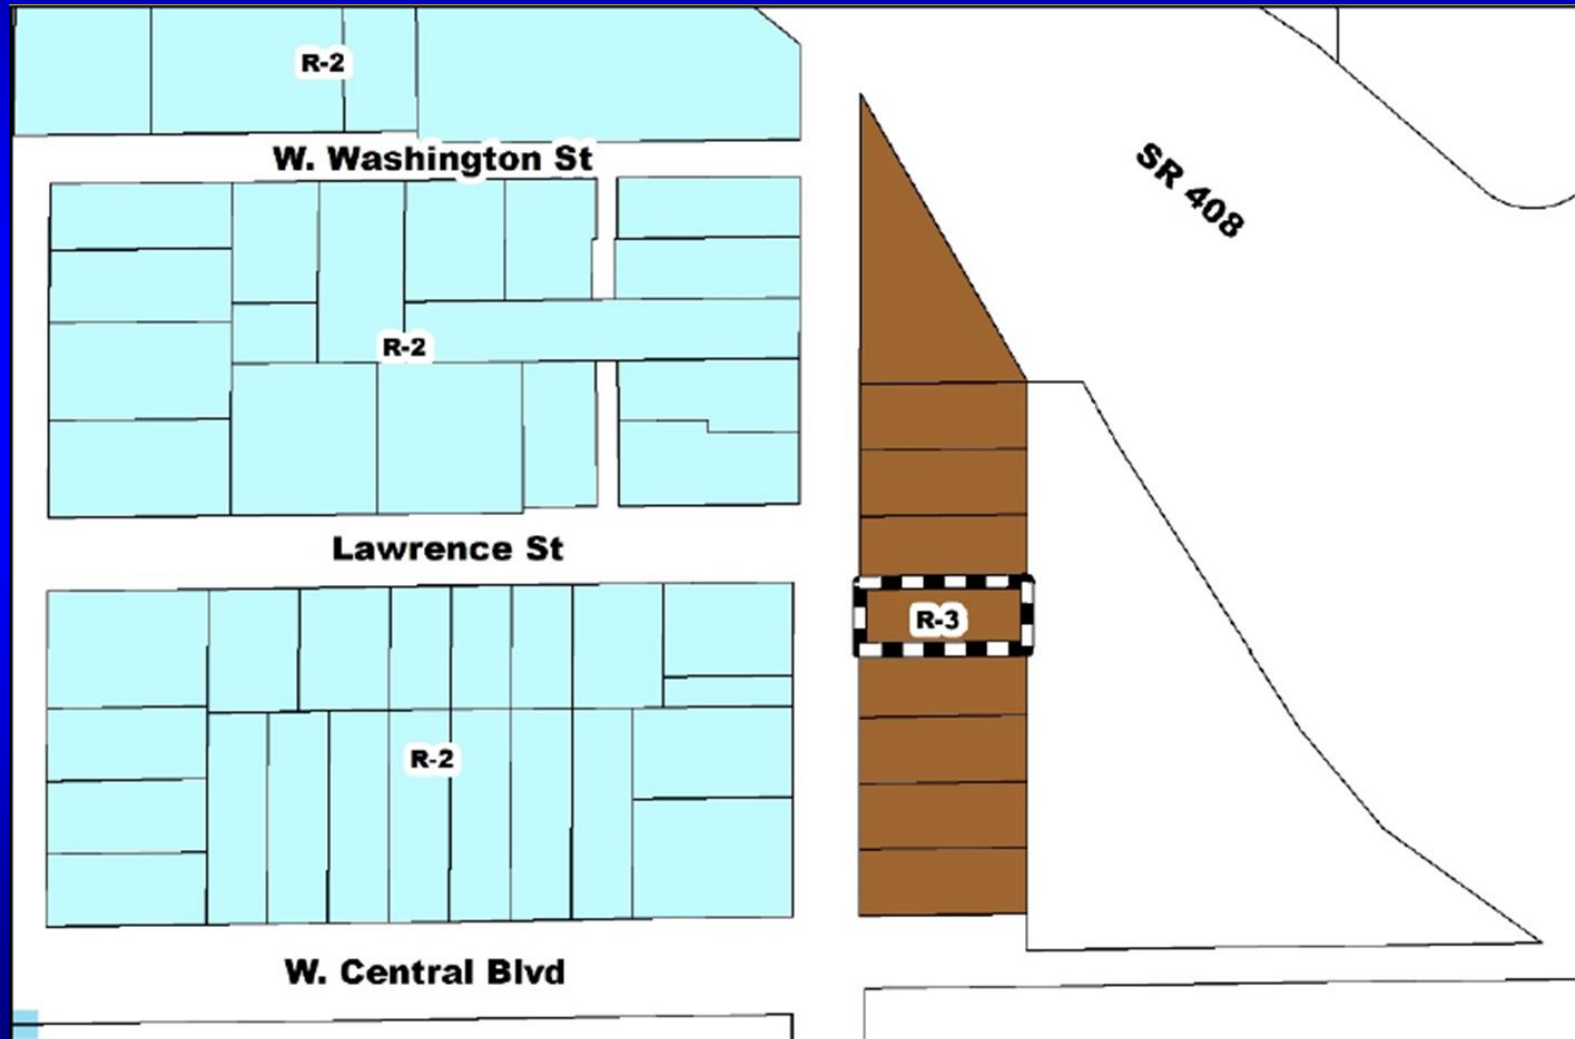 R-2
W. Washington St
SR 408
R-2
Lawrence St
R-3
R-2
W. Central Blvd